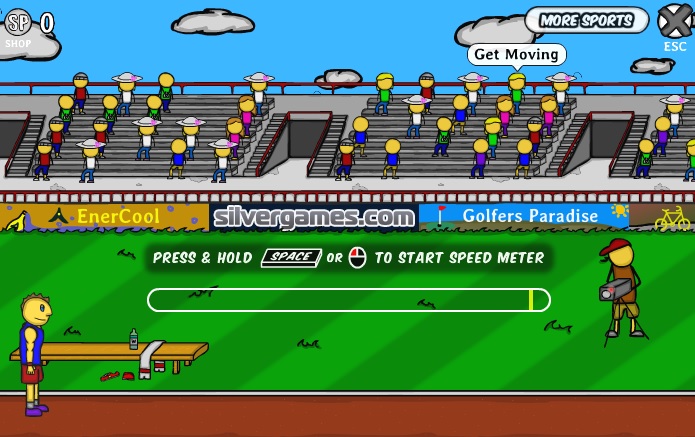 SP 0
SHOP
MORE SPORTS
ESC
Get Moving
EnerCool
silvergames.com
Golfers Paradise
PRESS & HOLD SPACE OR TO START SPEED METER